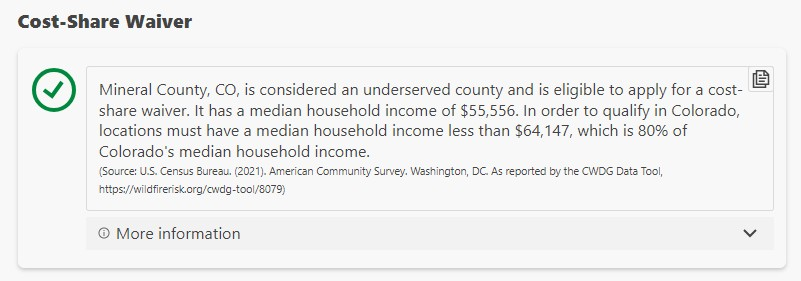 Cost-Share Waiver
Mineral County, CO, is considered an underserved county and is eligible to apply for a cost-
share waiver. It has a median household income of $55,556. In order to qualify in Colorado,
locations must have a median household income less than $64,147, which is 80% of
Colorado's median household income.
(Source: U.S. Census Bureau. (2021). American Community Survey. Washington, DC. As reported by the CWDG Data Tool,
https://wildfirerisk.org/cwdg-tool/8079)
More information